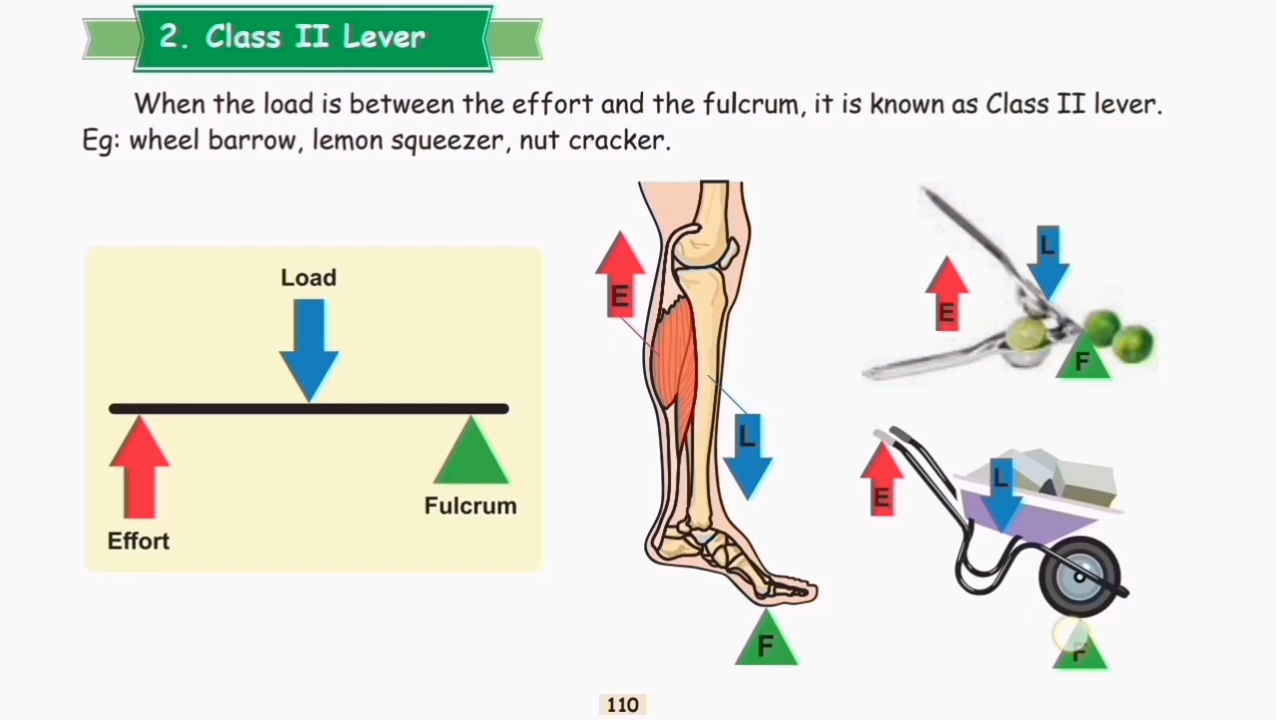 2. Class II Lever
When the load is between the effort and the fulcrum, it is known as Class II lever.
Eg: wheel barrow, lemon squeezer, nut cracker.
Load
Effort
Fulcrum
E
L
F
E
L
F
E
L
F
110